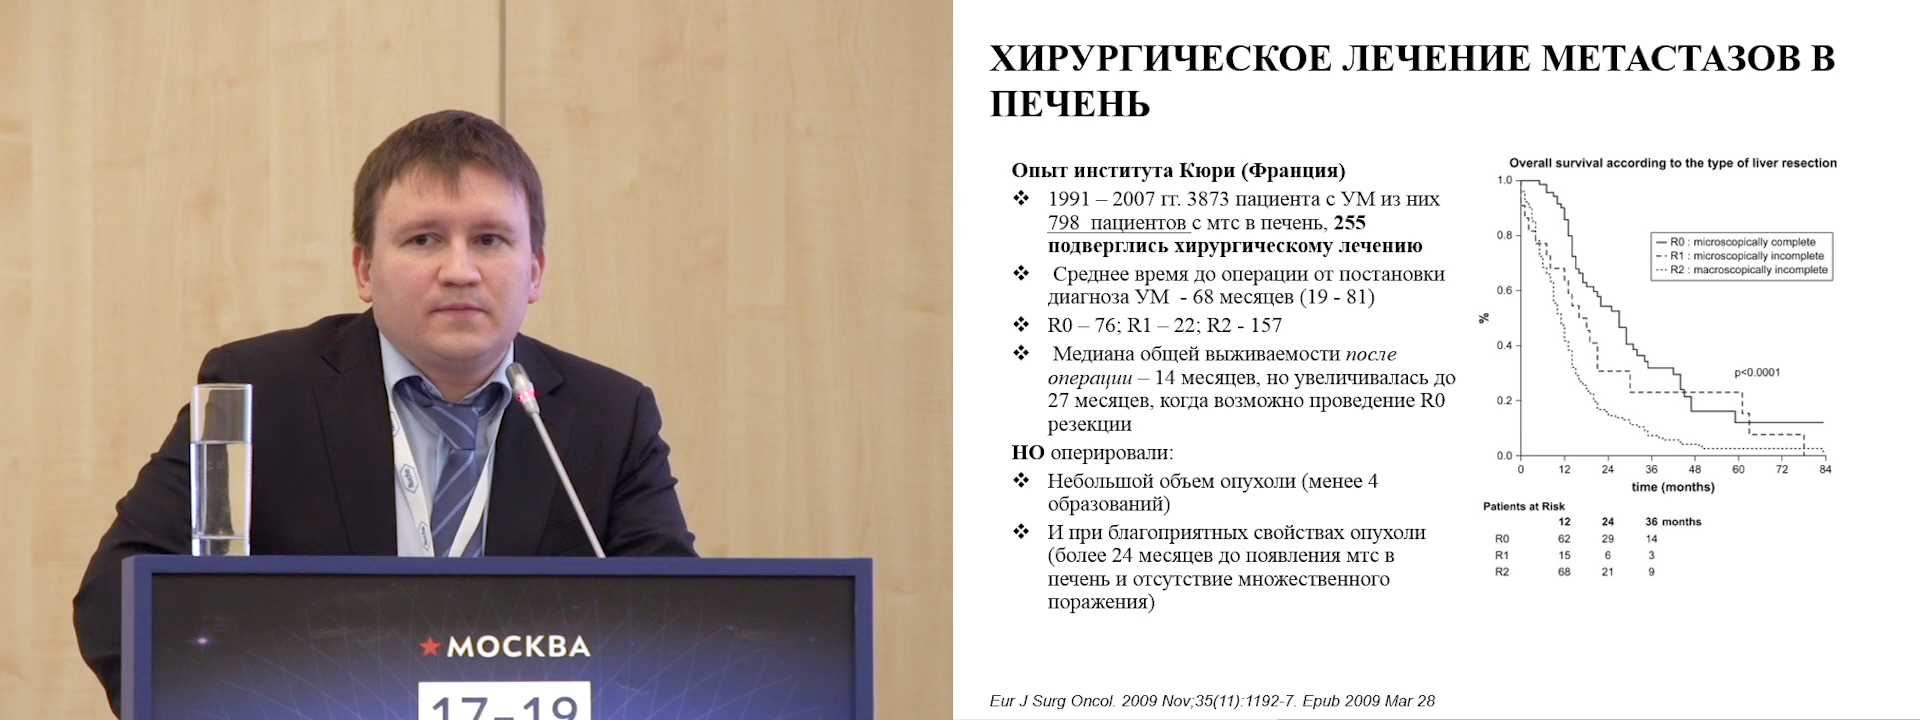 ★МОСКВА
17-19
ХИРУРГИЧЕСКОЕ ЛЕЧЕНИЕ МЕТАСТАЗОВ В
ПЕЧЕНЬ
Опыт института Кюри (Франция)
❖ 1991 – 2007 гг. 3873 пациента с УМ из них
798 пациентов с мтс в печень, 255
подверглись хирургическому лечению
❖ Среднее время до операции от постановки
диагноза УМ - 68 месяцев (19 - 81)
❖ R0 – 76; R1 – 22; R2 - 157
❖ Медиана общей выживаемости после
операции – 14 месяцев, но увеличивалась до
27 месяцев, когда возможно проведение R0
резекции
НО оперировали:
❖ Небольшой объем опухоли (менее 4
образований)
❖ И при благоприятных свойствах опухоли
(более 24 месяцев до появления мтс в
печень и отсутствие множественного
поражения)
Overall survival according to the type of liver resection
1.0
0.8
0.6
0.4
0.2
0.0
%
R0 : microscopically complete
R1 : microscopically incomplete
R2 : macroscopically incomplete
p<0.0001
0 12 24 36 48 60 72 84
time (months)
Patients at Risk
12 24 36 months
R0 62 29 14
R1 15 6 3
R2 68 21 9
Eur J Surg Oncol. 2009 Nov;35(11):1192-7. Epub 2009 Mar 28